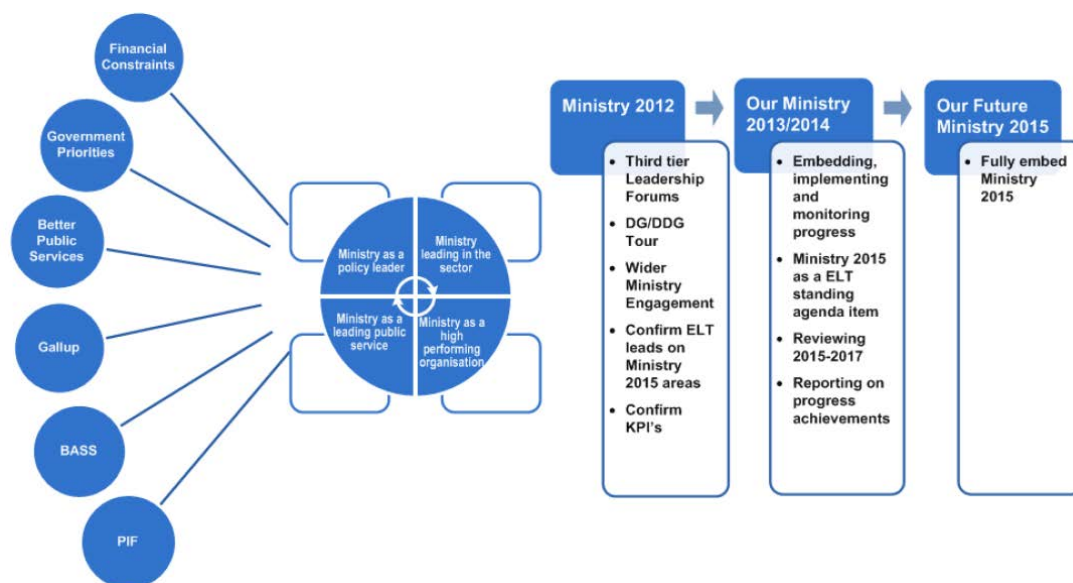 Financial
Constraints
Government
Priorities
Better
Public
Services
Gallup
BASS
PIF
Ministry as a
policy leader
Ministry
leading in the
sector
Ministry as a
leading public
service
Ministry as a
high
performing
organisation
Ministry 2012
• Third tier
Leadership
Forums
• DG/DDG
Tour
• Wider
Ministry
Engagement
• Confirm ELT
leads on
Ministry
2015 areas
• Confirm
KPI's
Our Ministry
2013/2014
• Embedding,
implementing
and
monitoring
progress
• Ministry 2015
as a ELT
standing
agenda item
• Reviewing
2015-2017
• Reporting on
progress
achievements
Our Future
Ministry 2015
• Fully embed
Ministry
2015